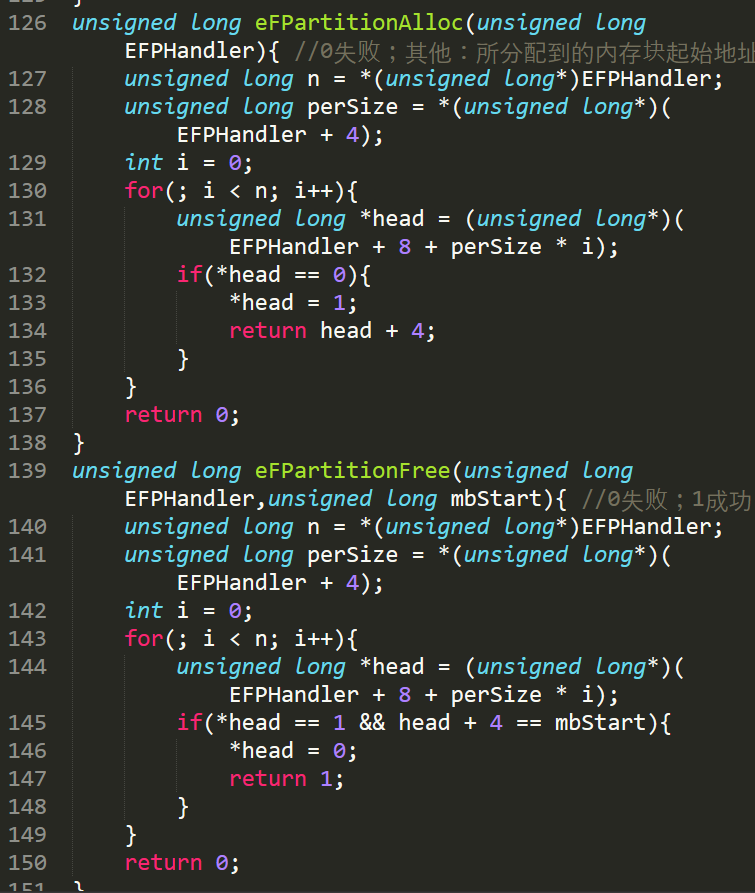 126 unsigned long eFPartitionAlloc(unsigned long
EFPHandler){ //0失败；其他：所分配到的内存块起始地址
127 unsigned long n = *(unsigned long*)EFPHandler;
128 unsigned long perSize = *(unsigned long*)(
EFPHandler + 4);
129 int i = 0;
130 for(; i < n; i++){
131 unsigned long *head = (unsigned long*)(
EFPHandler + 8 + perSize * i);
132 if(*head == 0){
133 *head = 1;
134 return head + 4;
135 }
136 }
137 return 0;
138 }
139 unsigned long eFPartitionFree(unsigned long
EFPHandler,unsigned long mbStart){ //0失败；1成功
140 unsigned long n = *(unsigned long*)EFPHandler;
141 unsigned long perSize = *(unsigned long*)(
EFPHandler + 4);
142 int i = 0;
143 for(; i < n; i++){
144 unsigned long *head = (unsigned long*)(
EFPHandler + 8 + perSize * i);
145 if(*head == 1 && head + 4 == mbStart){
146 *head = 0;
147 return 1;
148 }
149 }
150 return 0;
151 }